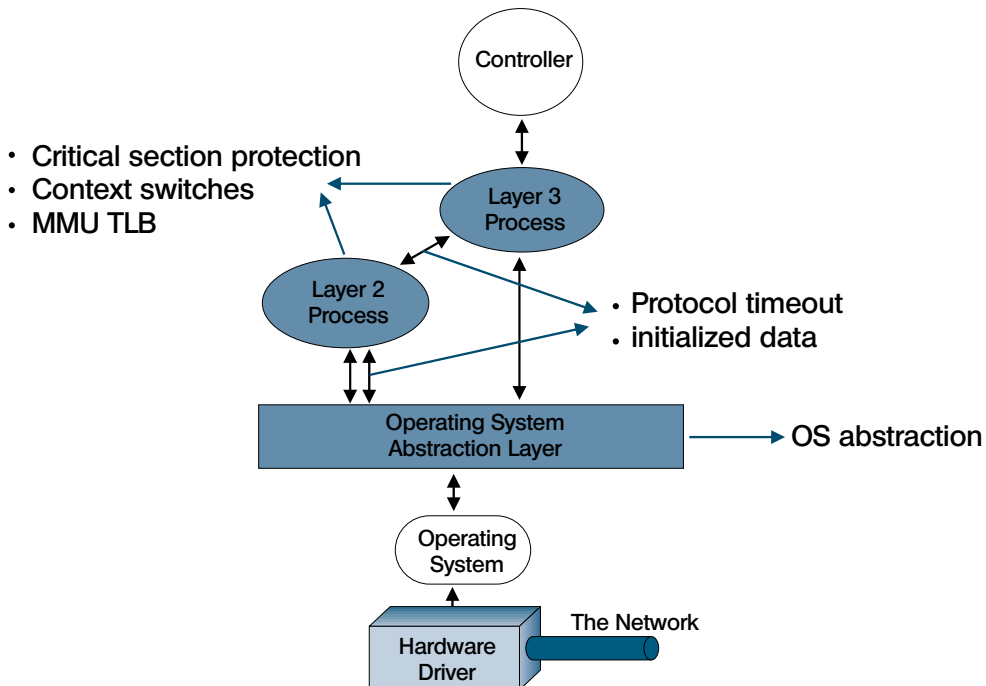 Controller
• Critical section protection
• Context switches
• MMU TLB
Layer 3
Process
Layer 2
Process
• Protocol timeout
• initialized data
Operating System
Abstraction Layer
OS abstraction
Operating
System
The Network
Hardware
Driver